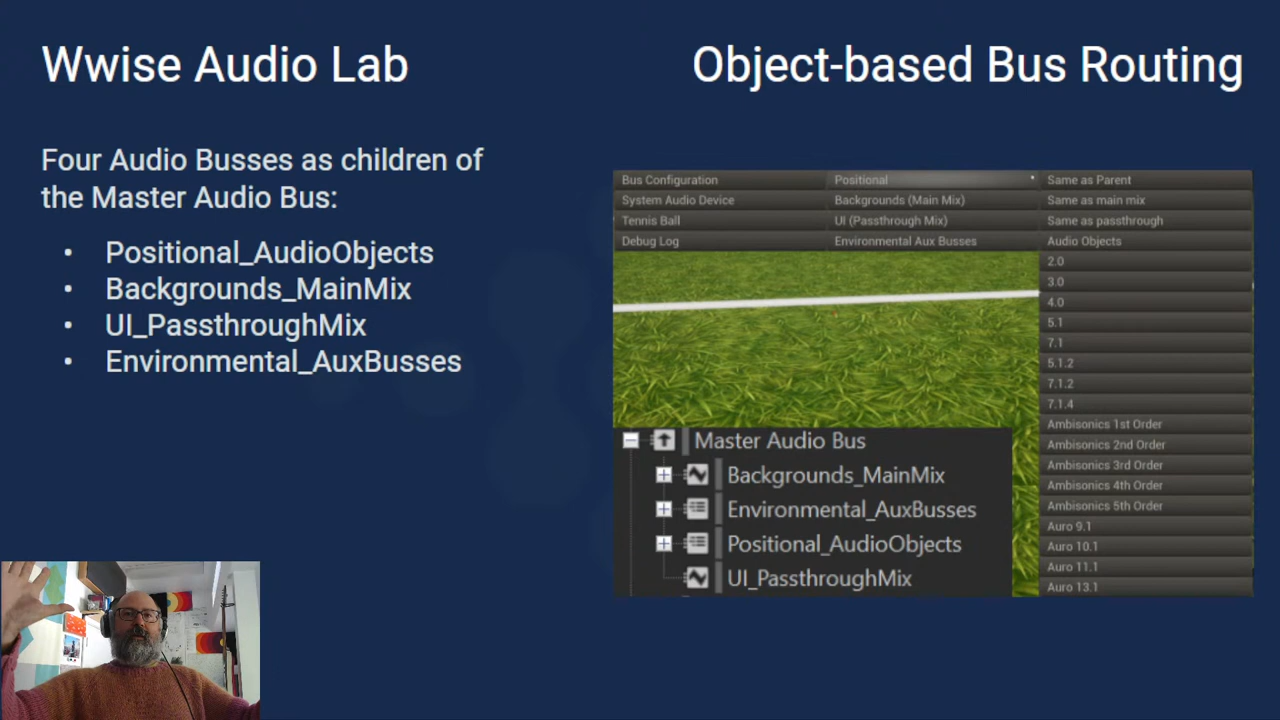 Wwise Audio Lab
Object-based Bus Routing
Four Audio Busses as children of
the Master Audio Bus:
• Positional_AudioObjects
• Backgrounds_MainMix
• UI_PassthroughMix
• Environmental_AuxBusses
Bus Configuration Positional Same as Parent
System Audio Device Backgrounds (Main Mix) Same as main mix
Tennis Ball UI (Passthrough Mix) Same as passthrough
Debug Log Environmental Aux Busses Audio Objects
2.0
3.0
4.0
5.1
7.1
5.1.2
7.1.2
7.1.4
Ambisonics 1st Order
Ambisonics 2nd Order
Ambisonics 3rd Order
Ambisonics 4th Order
Ambisonics 5th Order
Auro 9.1
Auro 10.1
Auro 11.1
Auro 13.1
Master Audio Bus
Backgrounds_MainMix
Environmental_AuxBusses
Positional_AudioObjects
UI_PassthroughMix